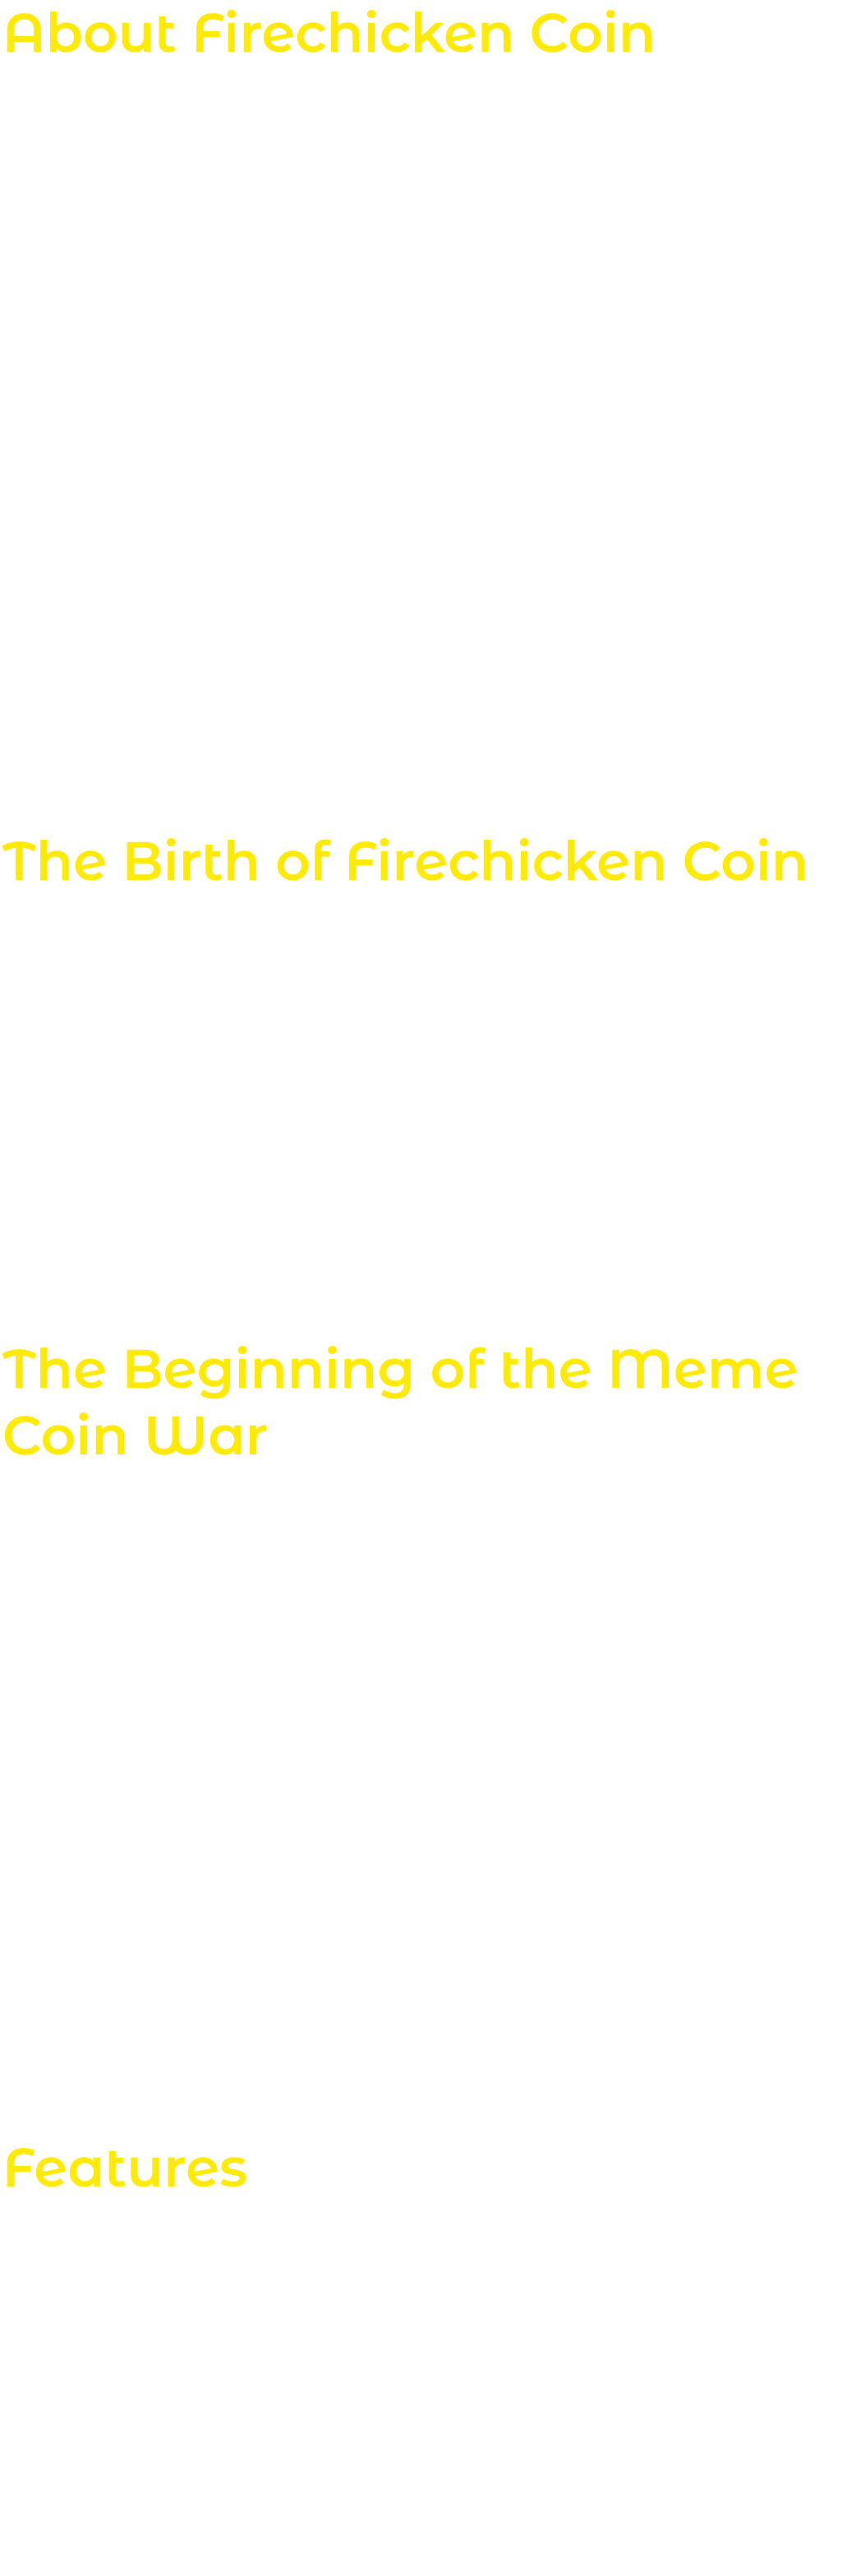 About Firechicken Coin
The Birth of Firechicken Coin
The Beginning of the Meme
Coin War
Features